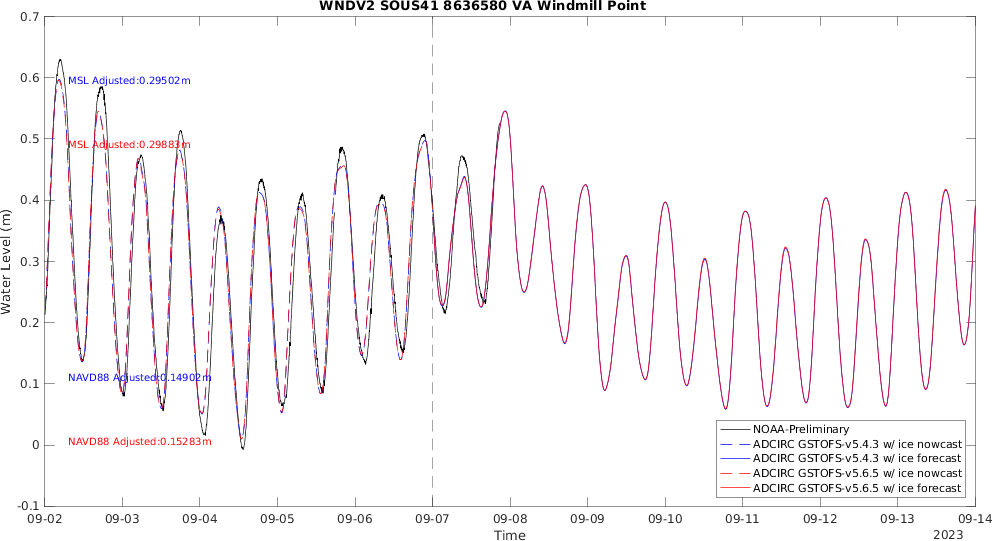 WNDV2 SOUS41 8636580 VA Windmill Point
Water Level (m)
0.7
0.6
0.5
0.4
0.3
0.2
0.1
0
-0.1
MSL Adjusted:0.29502m
MSL Adjusted:0.29883m
NAVD88 Adjusted:0.14902m
NAVD88 Adjusted:0.15283m
NOAA-Preliminary
ADCIRC GSTOFS-v5.4.3 w/ ice nowcast
ADCIRC GSTOFS-v5.4.3 w/ ice forecast
ADCIRC GSTOFS-v5.6.5 w/ ice nowcast
ADCIRC GSTOFS-v5.6.5 w/ ice forecast
09-02 09-03 09-04 09-05 09-06 09-07 09-08 09-09 09-10 09-11 09-12 09-13 09-14
Time
2023